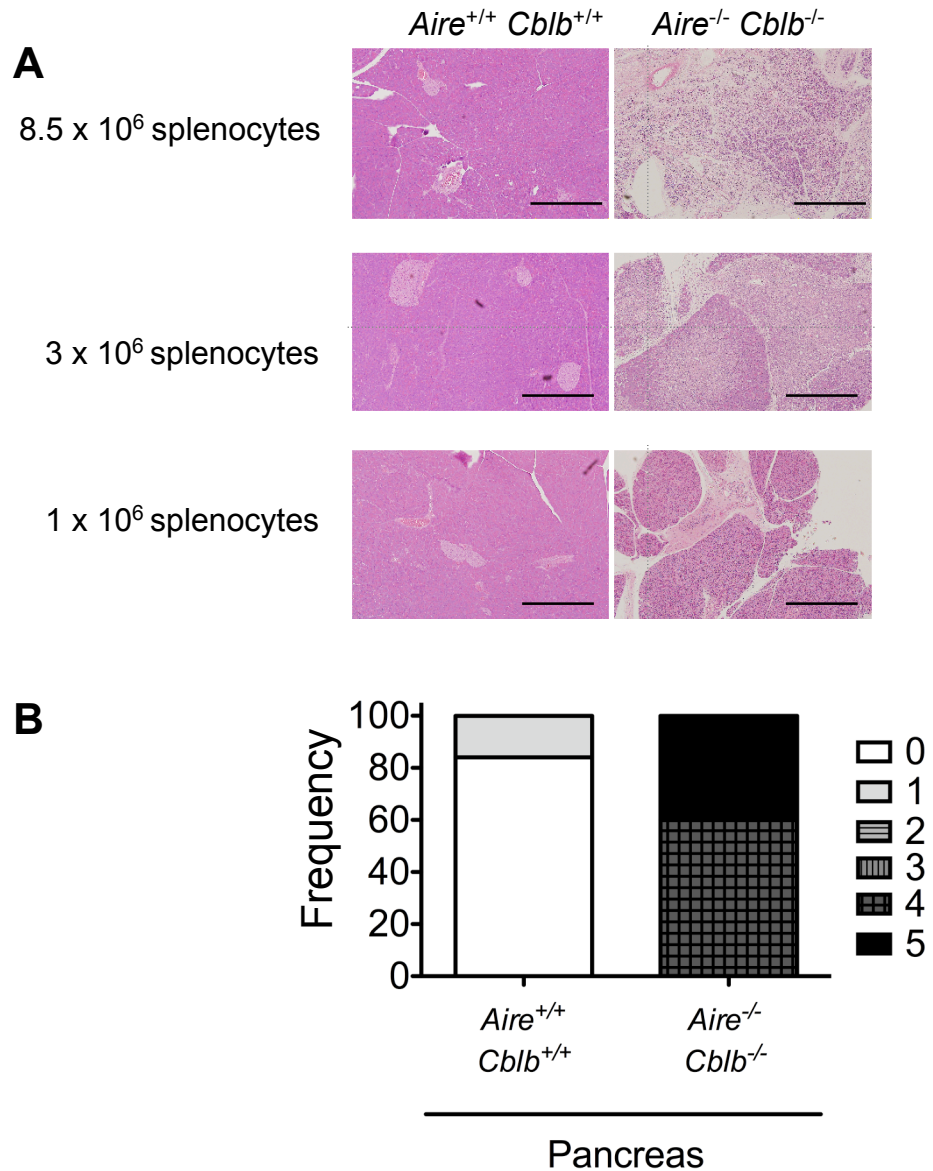 Aire+/+ Cblb+/+
Aire-/- Cblb-/-
A
8.5 x 10⁶ splenocytes
3 x 10⁶ splenocytes
1 x 10⁶ splenocytes
B
Frequency
100
80
60
40
20
0
0
1
2
3
4
5
Aire+/+
Cblb+/+
Aire-/-
Cblb-/-
Pancreas